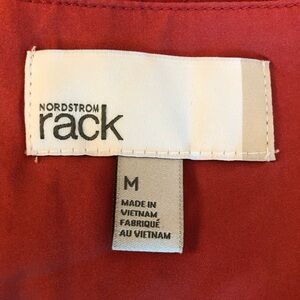 NORDSTROM
rack
M
MADE IN
VIETNAM
FABRIQUÉ
AU VIETNAM